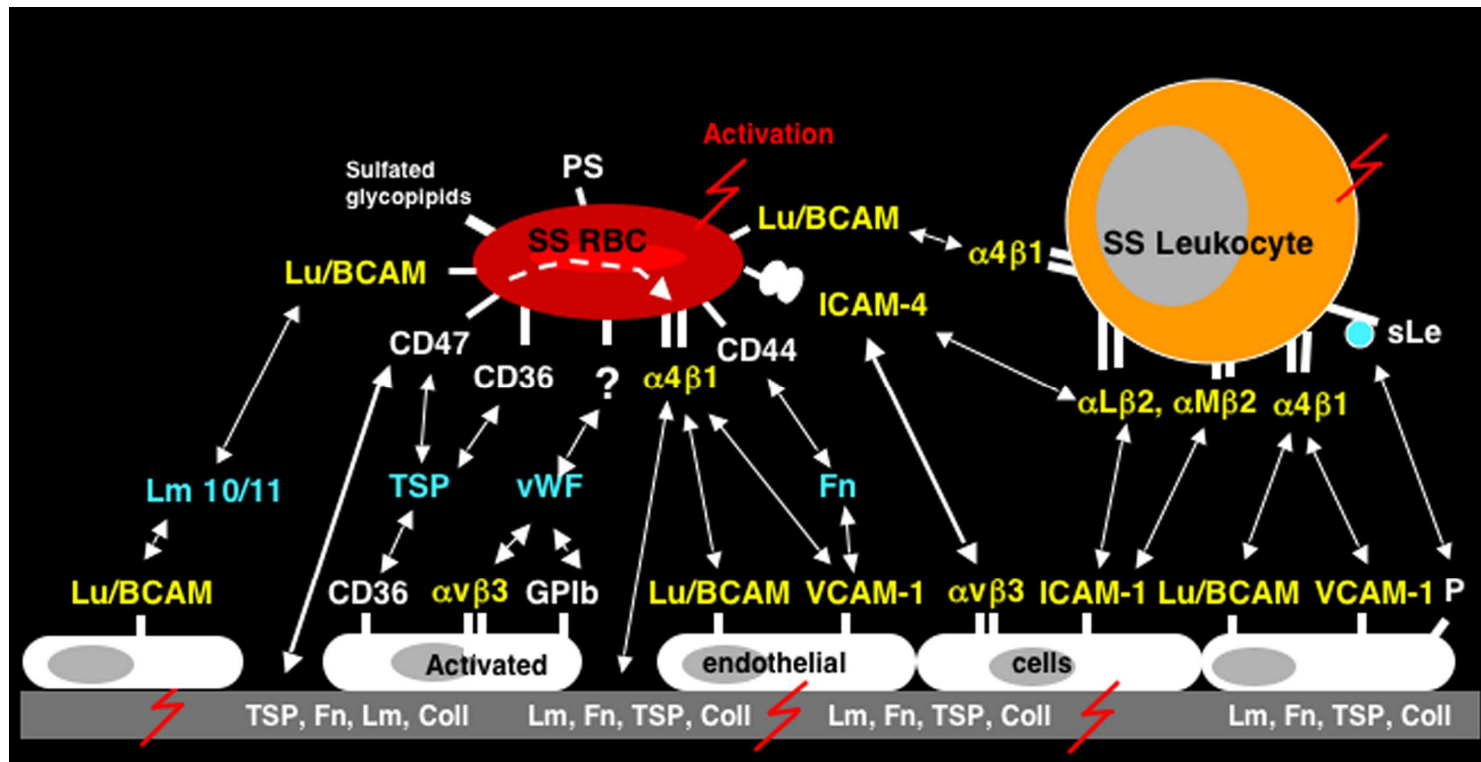 Activation
Sulfated
glycopipids
PS
Lu/BCAM
α4β1
SS RBC
SS Leukocyte
Lu/BCAM
ICAM-4
CD47
CD44
sLe
CD36
?
α4β1
αLβ2, αMβ2
α4β1
Lm 10/11
TSP
vWF
Fn
Lu/BCAM
CD36
αvβ3
GPIb
Lu/BCAM
VCAM-1
αvβ3
ICAM-1
Lu/BCAM
VCAM-1
P
Activated
endothelial
cells
TSP, Fn, Lm, Coll
Lm, Fn, TSP, Coll
Lm, Fn, TSP, Coll
Lm, Fn, TSP, Coll